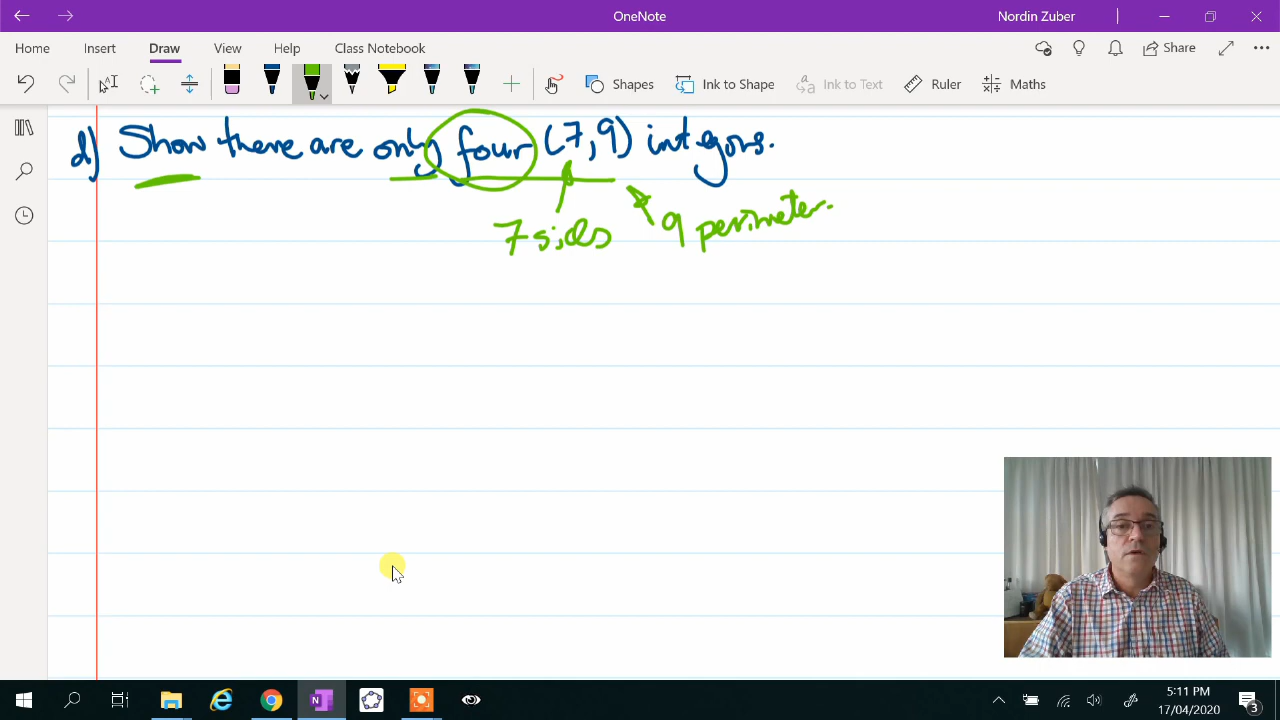 OneNote
Nordin Zuber
Home Insert Draw View Help Class Notebook
Share
Shapes Ink to Shape Ink to Text Ruler Maths
d) Show there are only four (7,9) integons.
7 sides 9 perimeter.
5:11 PM
17/04/2020
3